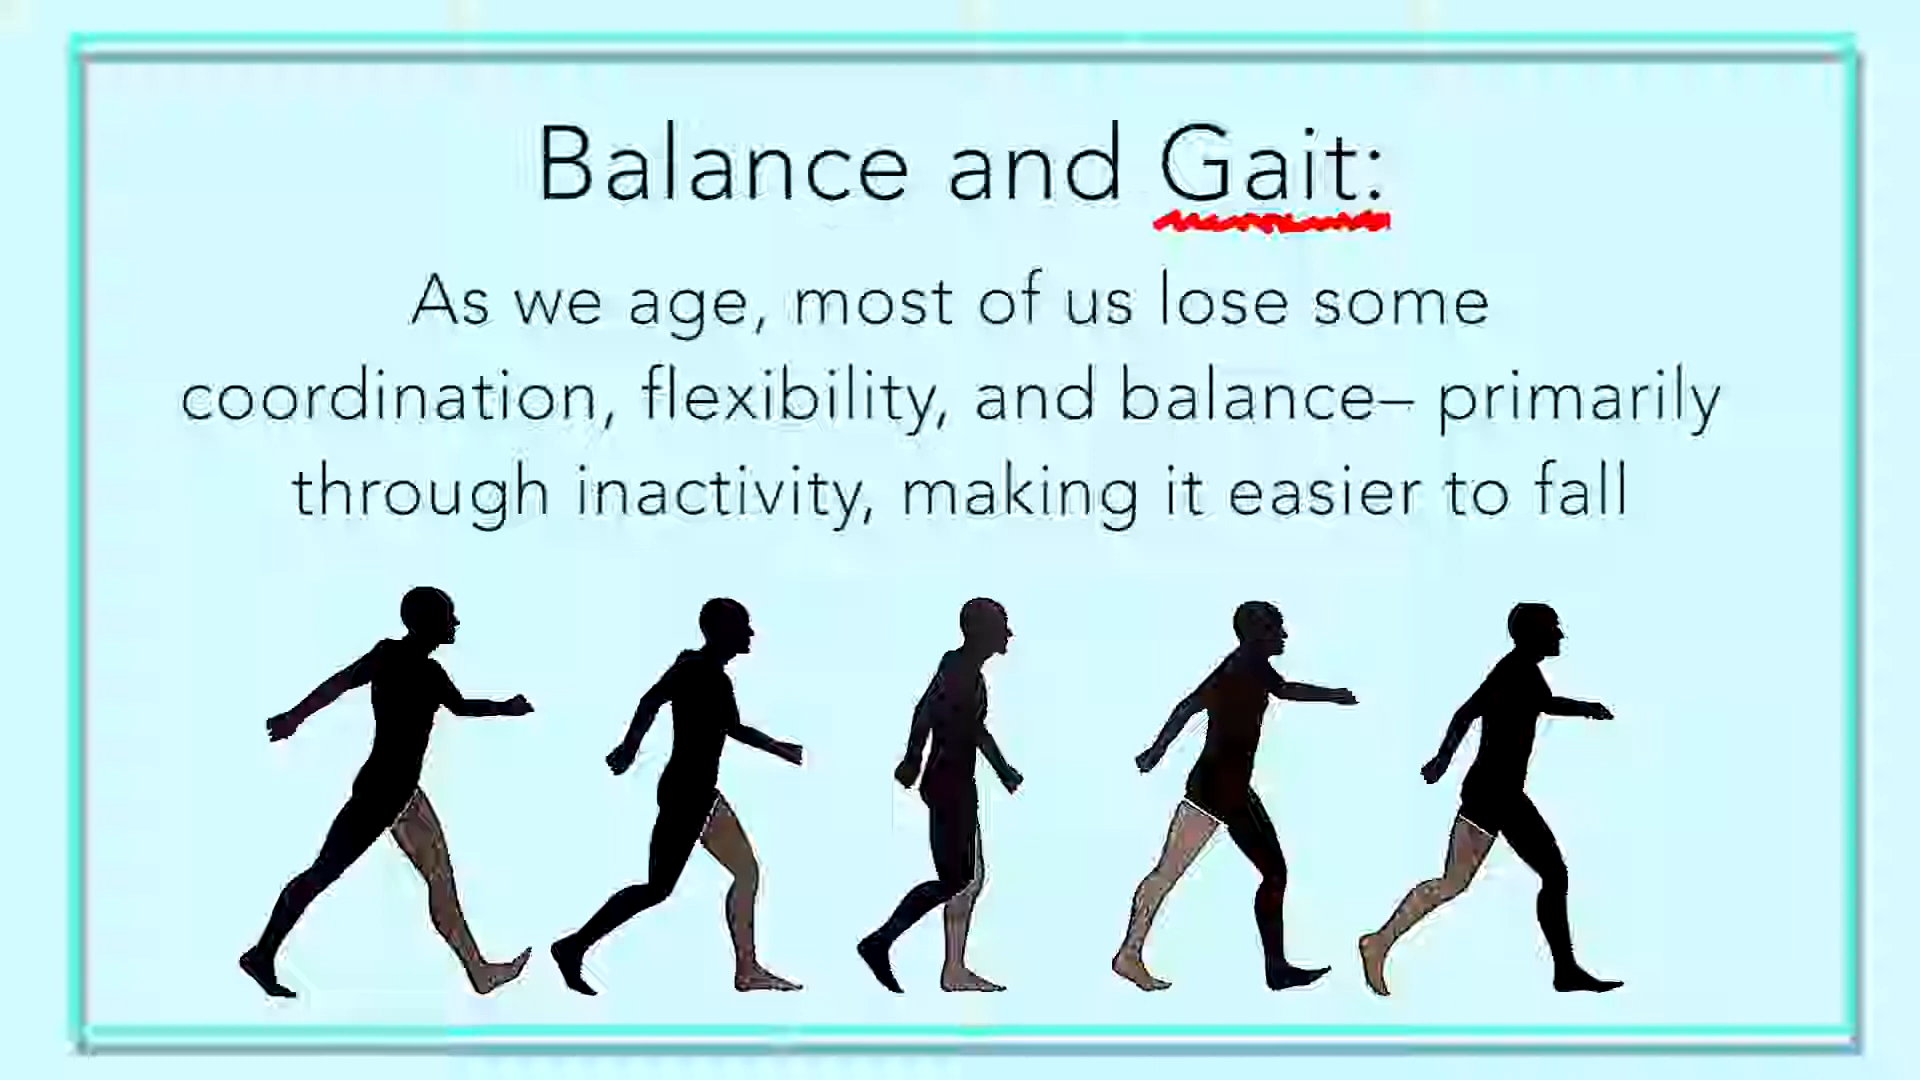 Balance and Gait:
As we age, most of us lose some
coordination, flexibility, and balance– primarily
through inactivity, making it easier to fall